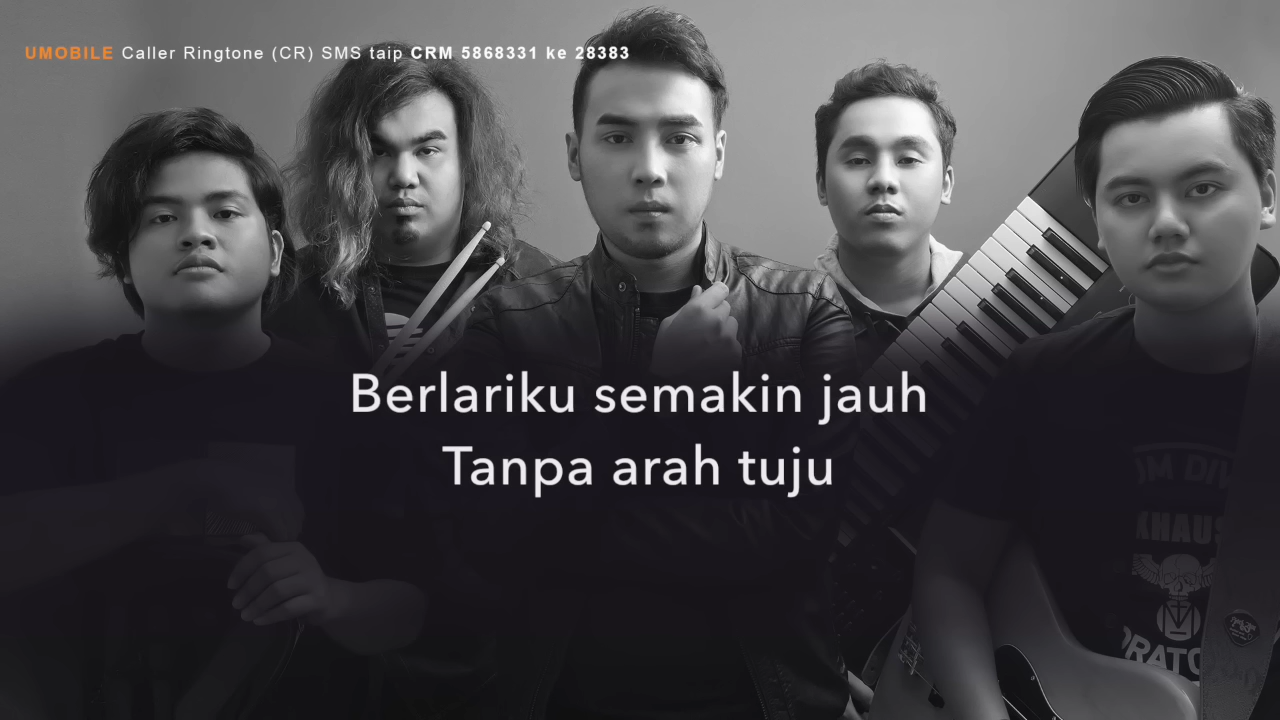 UMOBILE Caller Ringtone (CR) SMS taip CRM 5868331 ke 28383
Berlariku semakin jauh
Tanpa arah tuju